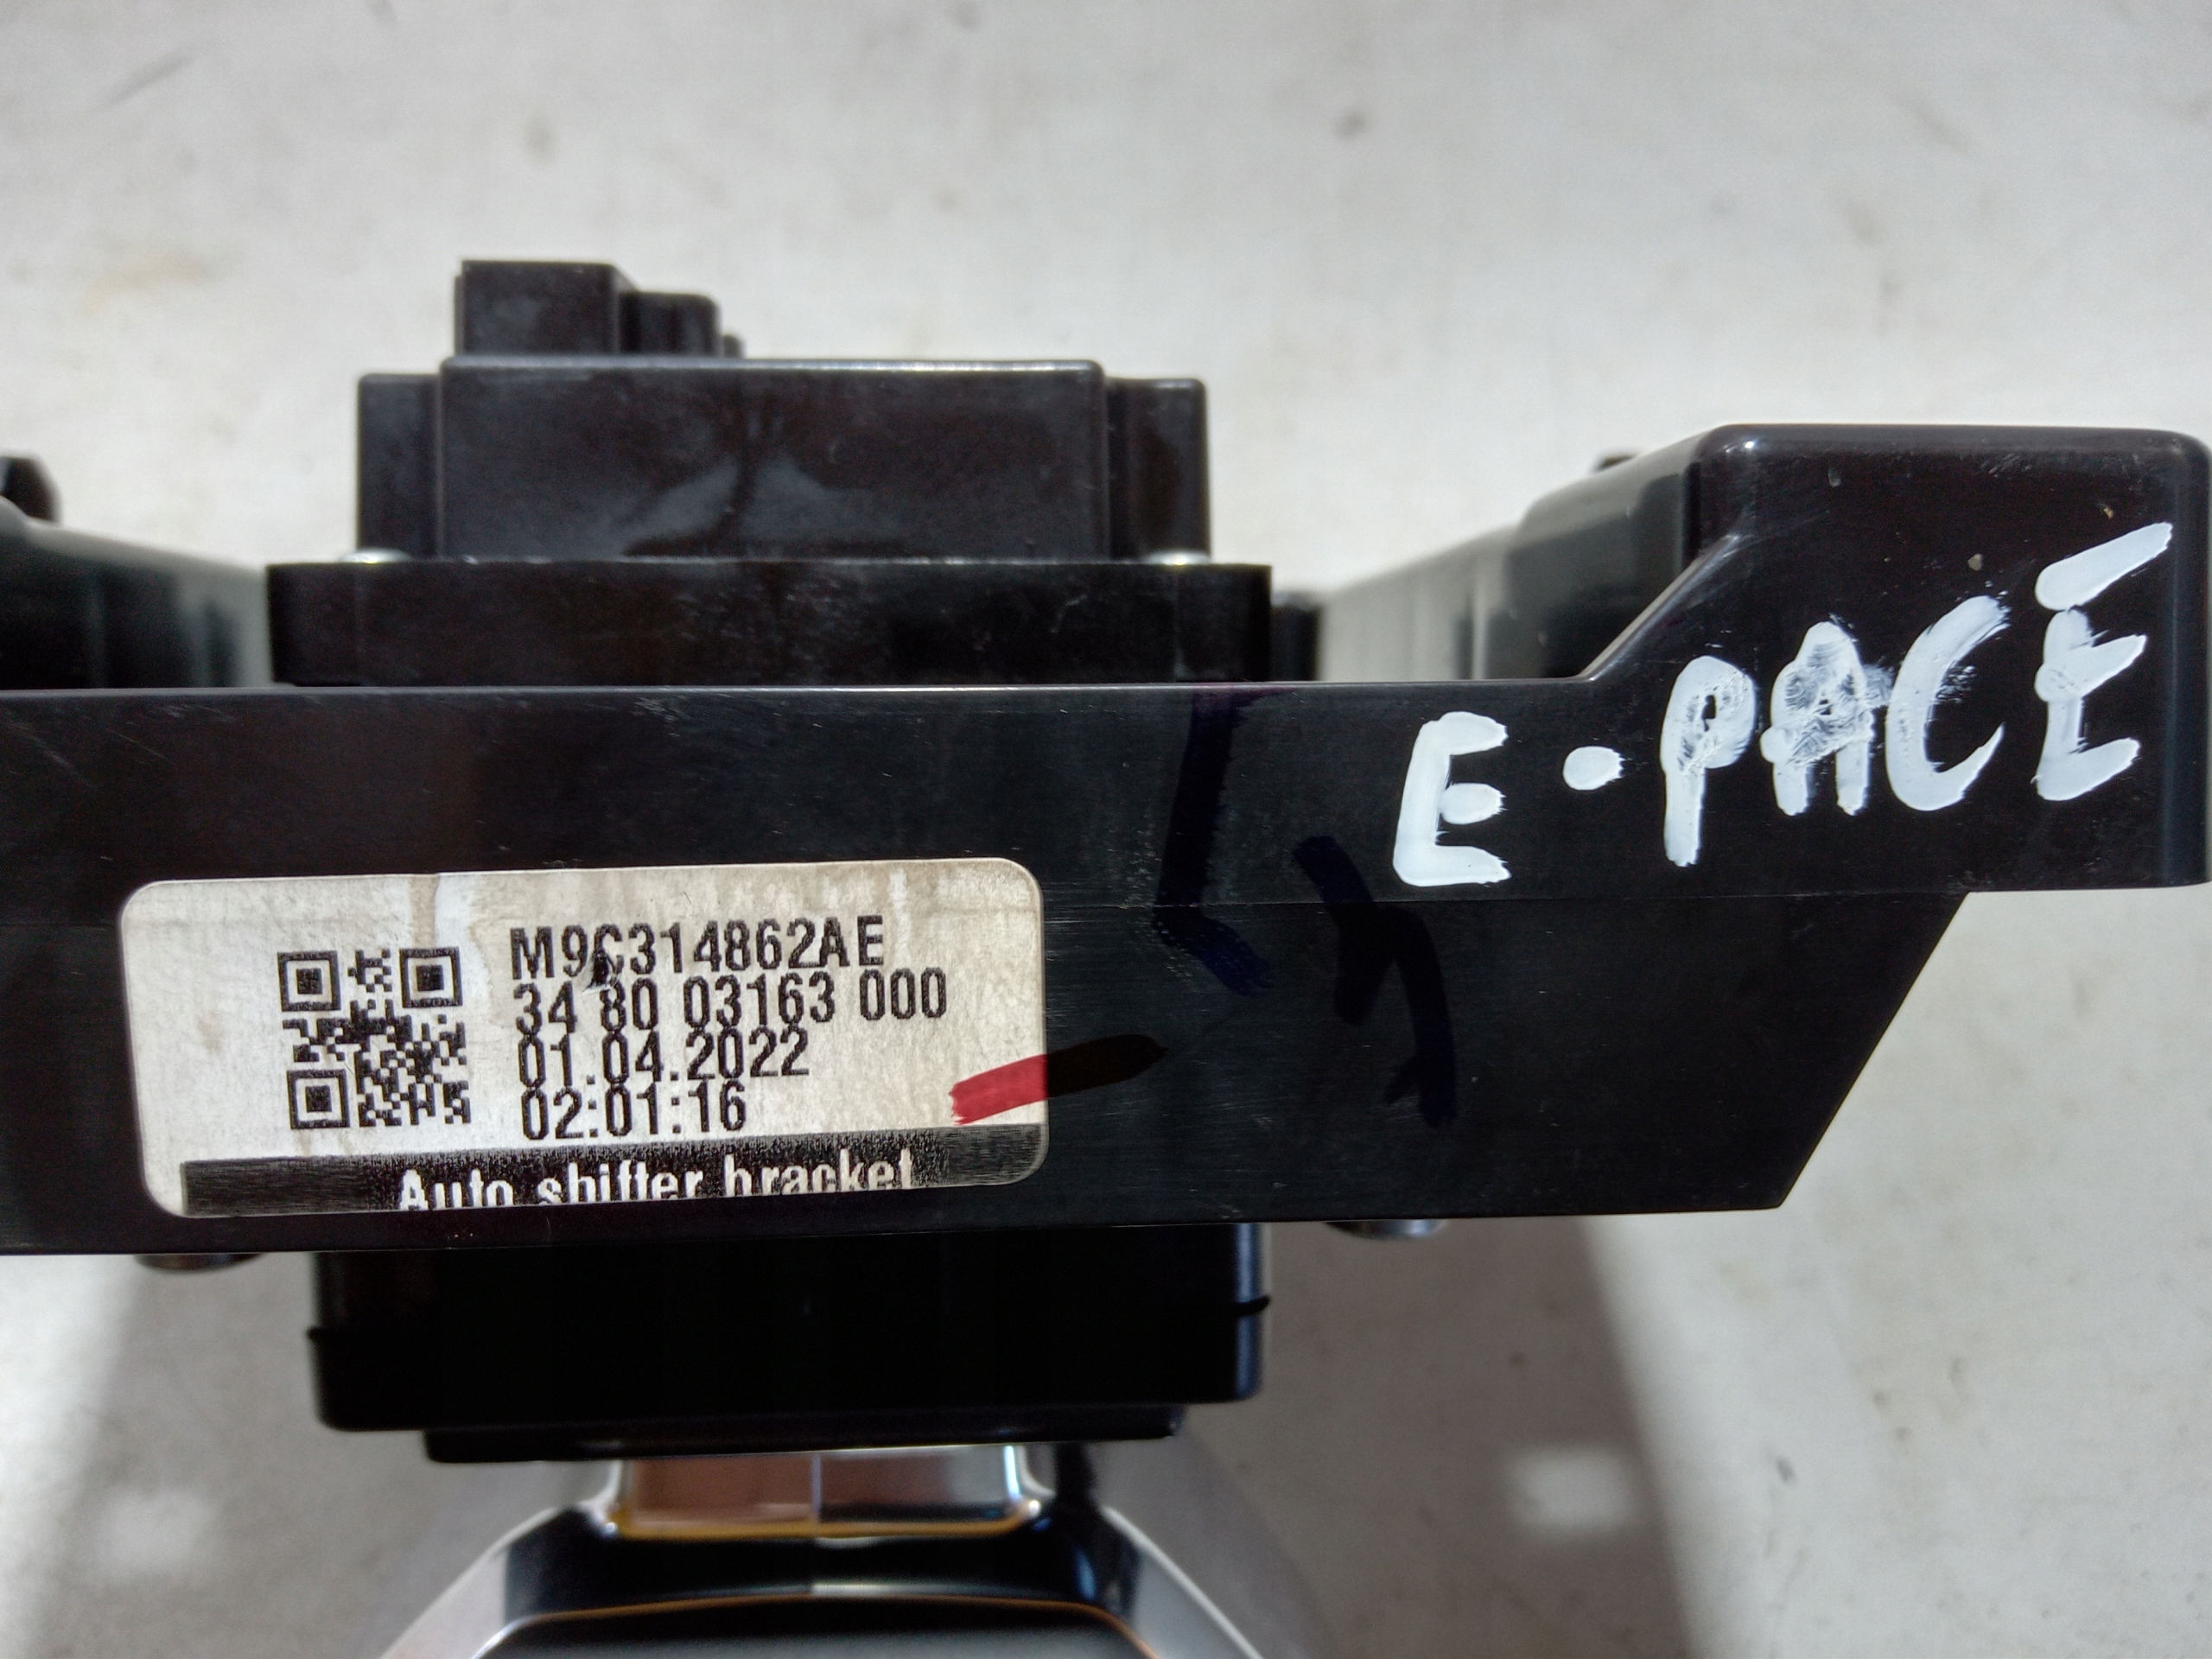 E-PACE
M9C314862AE
34 80 03163 000
01.04.2022
02:01:16
Auto shifter bracket